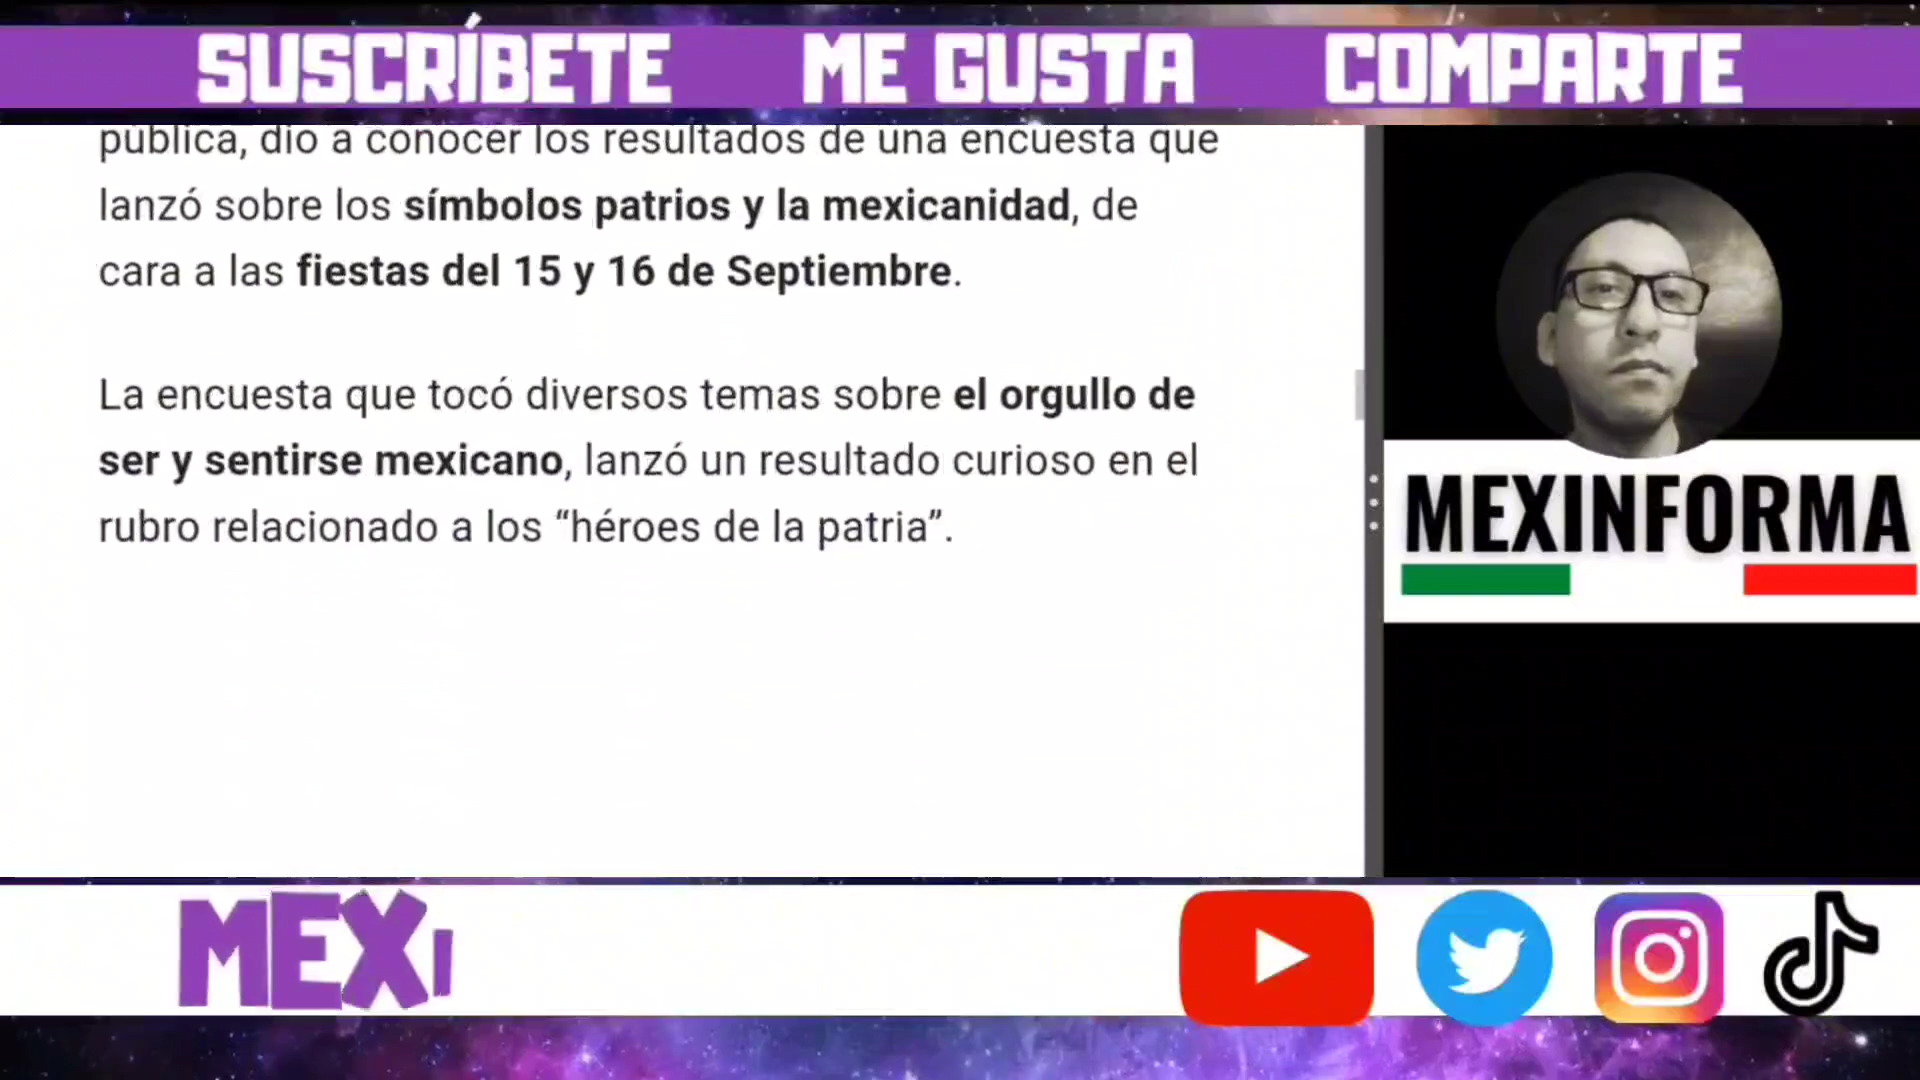 SUSCRÍBETE ME GUSTA COMPARTE
pública, dio a conocer los resultados de una encuesta que
lanzó sobre los símbolos patrios y la mexicanidad, de
cara a las fiestas del 15 y 16 de Septiembre.
La encuesta que tocó diversos temas sobre el orgullo de
ser y sentirse mexicano, lanzó un resultado curioso en el
rubro relacionado a los “héroes de la patria”.
MEXINFORMA
MEXI